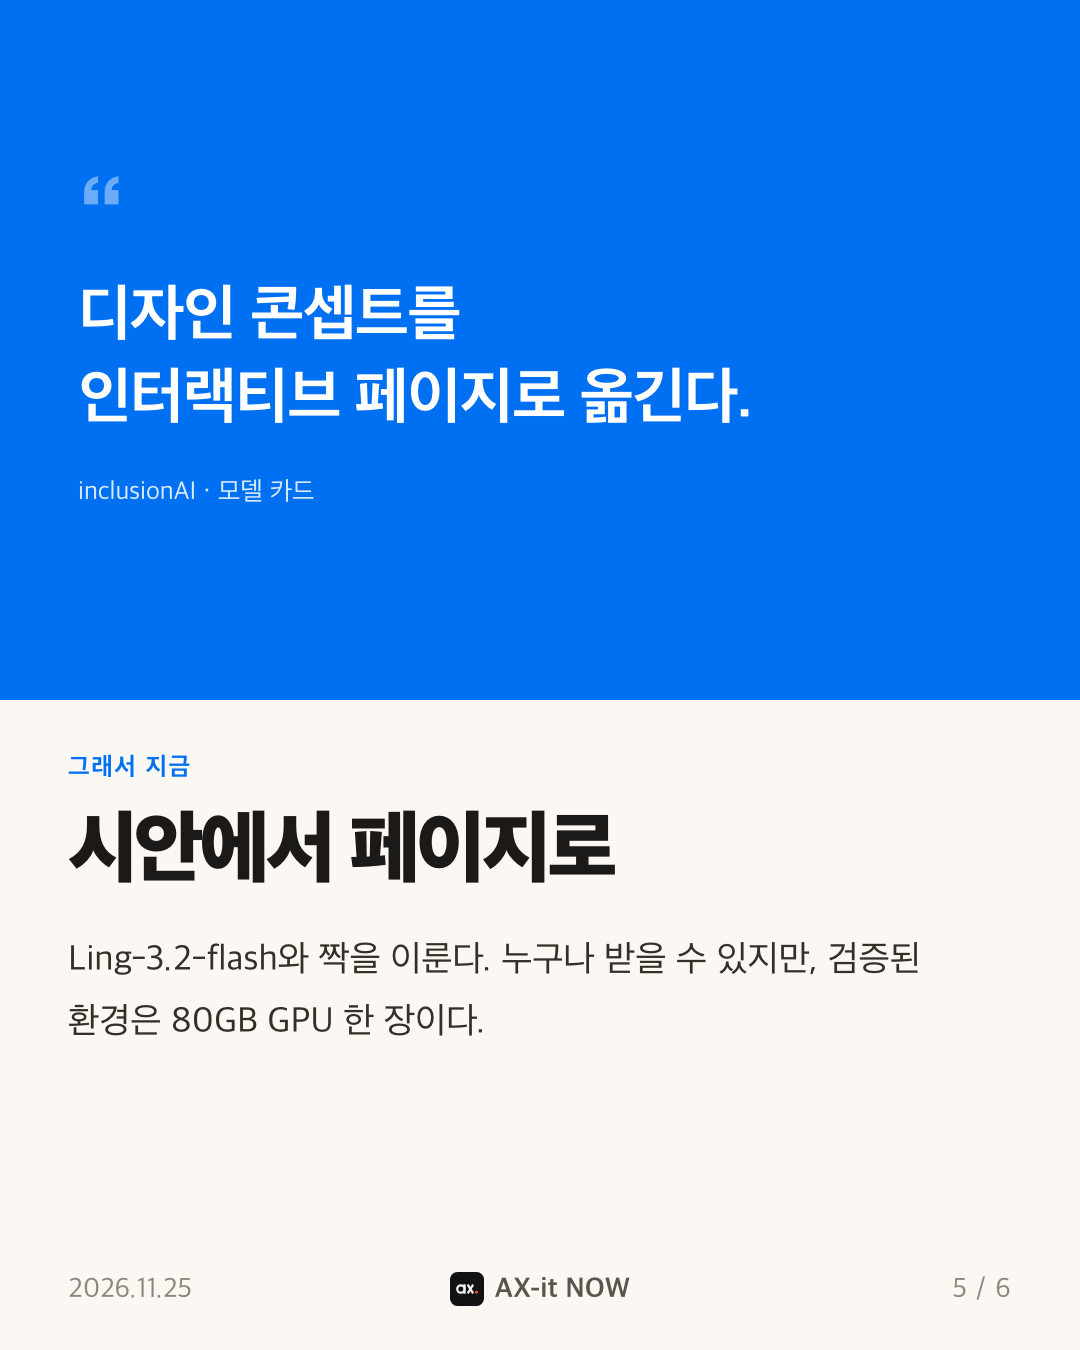 “
디자인 콘셉트를
인터랙티브 페이지로 옮긴다.
inclusionAI · 모델 카드
그래서 지금
시안에서 페이지로
Ling-3.2-flash와 짝을 이룬다. 누구나 받을 수 있지만, 검증된
환경은 80GB GPU 한 장이다.
2026.11.25
ax. AX-it NOW
5 / 6